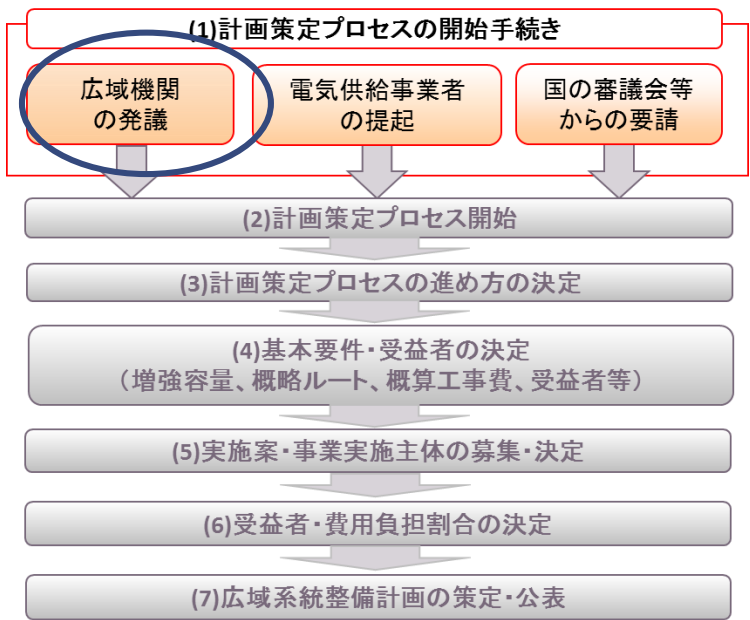 (1)計画策定プロセスの開始手続き
広域機関
の発議
電気供給事業者
の提起
国の審議会等
からの要請
(2)計画策定プロセス開始
(3)計画策定プロセスの進め方の決定
(4)基本要件・受益者の決定
（増強容量、概略ルート、概算工事費、受益者等）
(5)実施案・事業実施主体の募集・決定
(6)受益者・費用負担割合の決定
(7)広域系統整備計画の策定・公表